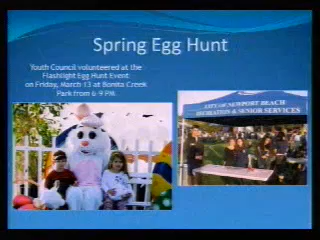 Spring Egg Hunt
Youth Council volunteered at the
Flashlight Egg Hunt Event
on Friday, March 13 at Bonita Creek
Park from 6-9 PM.
CITY OF NEWPORT BEACH
RECREATION & SENIOR SERVICES